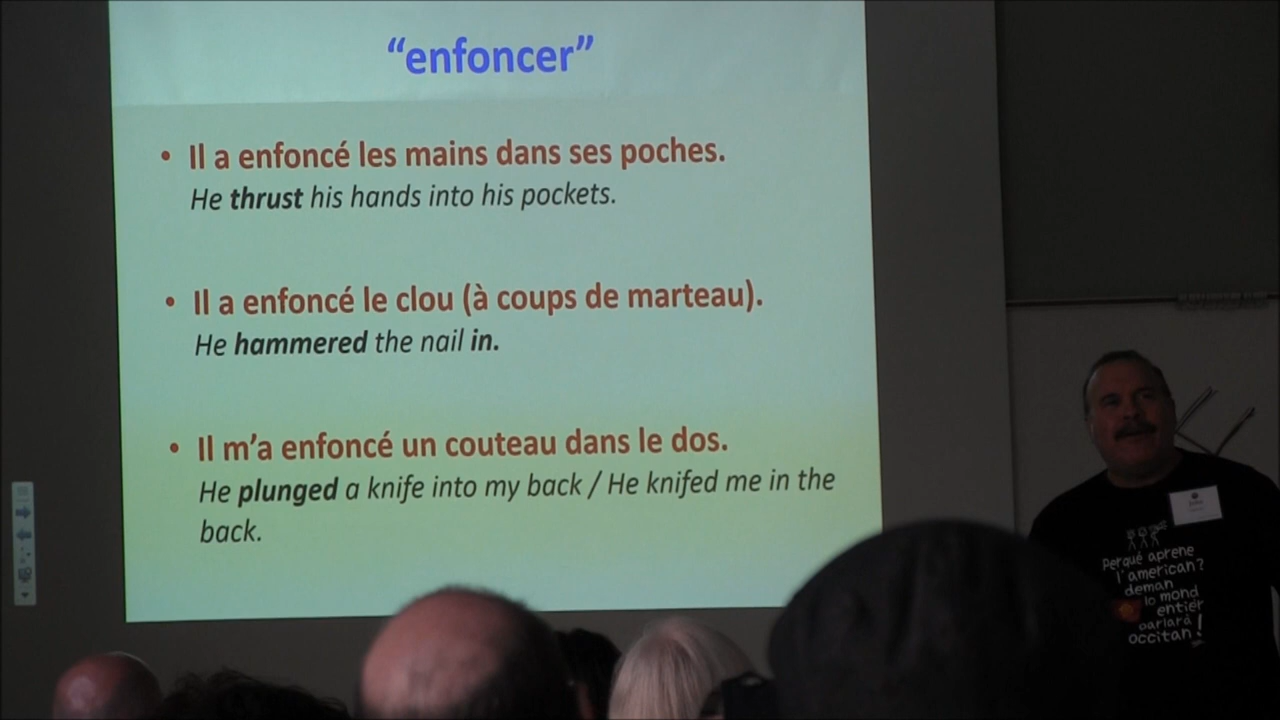 “enfoncer”
• Il a enfoncé les mains dans ses poches.
He thrust his hands into his pockets.
• Il a enfoncé le clou (à coups de marteau).
He hammered the nail in.
• Il m’a enfoncé un couteau dans le dos.
He plunged a knife into my back / He knifed me in the
back.
Perqué aprene
l'american?
deman
lo mond
entier
parlarà
occitan!